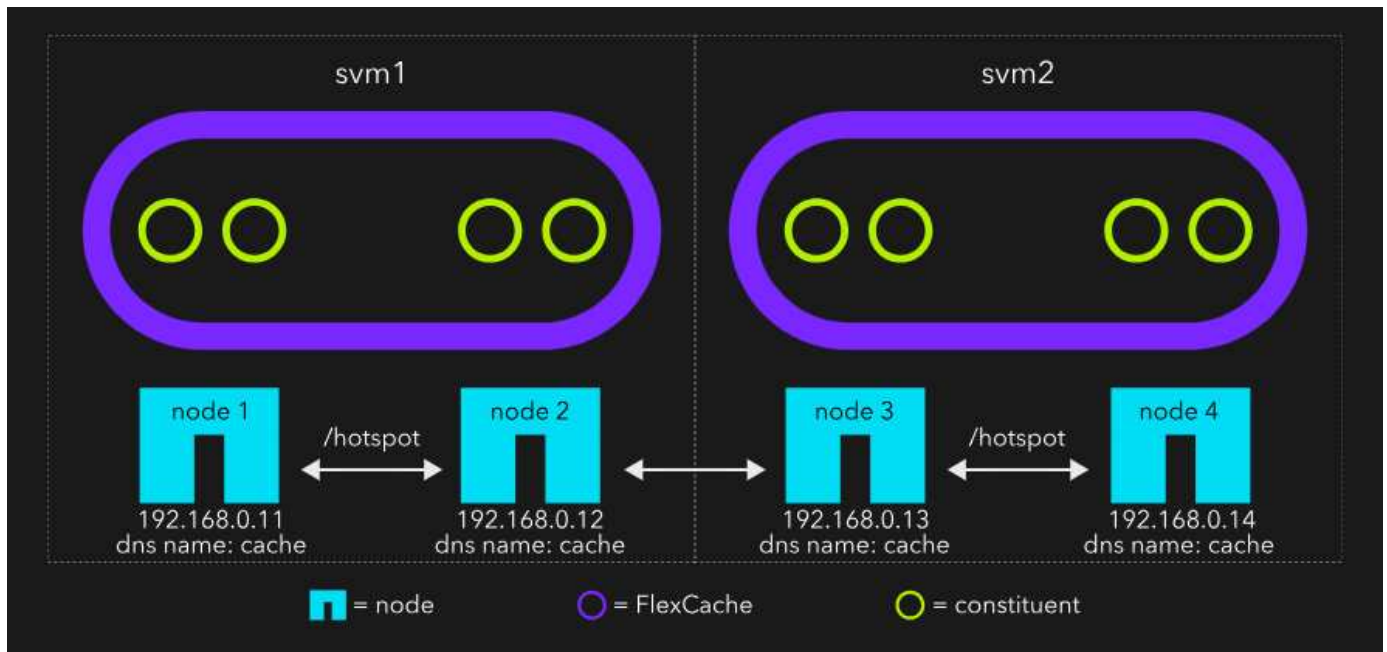 svm1
svm2
node 1
node 2
node 3
node 4
/hotspot
/hotspot
192.168.0.11
192.168.0.12
192.168.0.13
192.168.0.14
dns name: cache
dns name: cache
dns name: cache
dns name: cache
= node
= FlexCache
= constituent